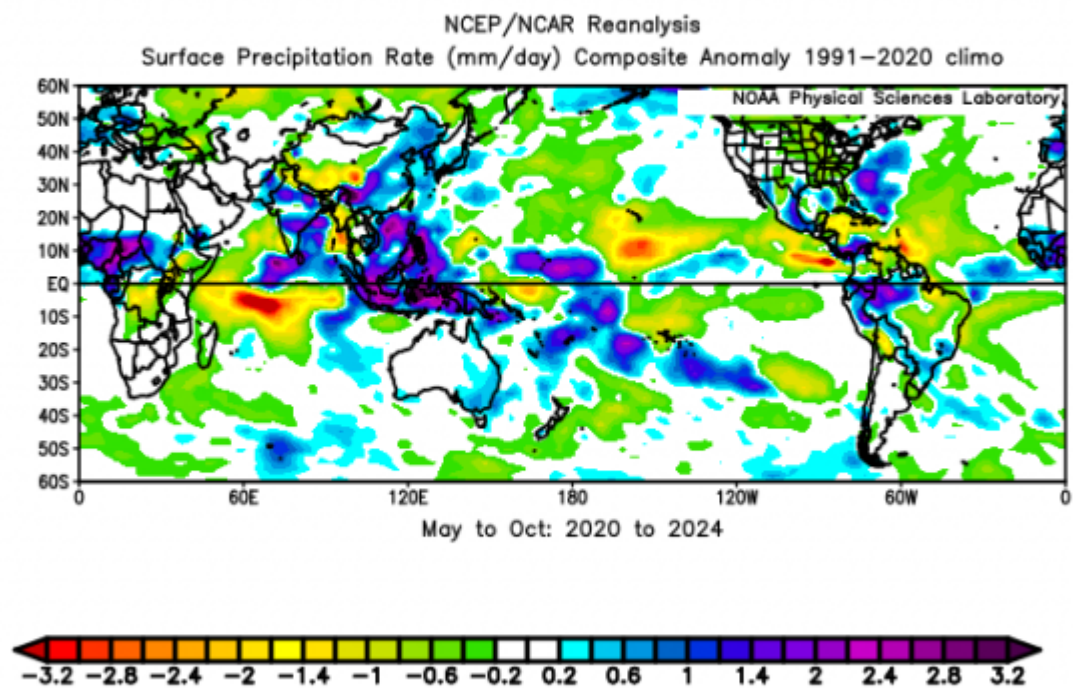 NCEP/NCAR Reanalysis
Surface Precipitation Rate (mm/day) Composite Anomaly 1991−2020 climo
NOAA Physical Sciences Laboratory
60N
50N
40N
30N
20N
10N
EQ
10S
20S
30S
40S
50S
60S
0 60E 120E 180 120W 60W 0
May to Oct: 2020 to 2024
−3.2 −2.8 −2.4 −2 −1.4 −1 −0.6 −0.2 0.2 0.6 1 1.4 2 2.4 2.8 3.2